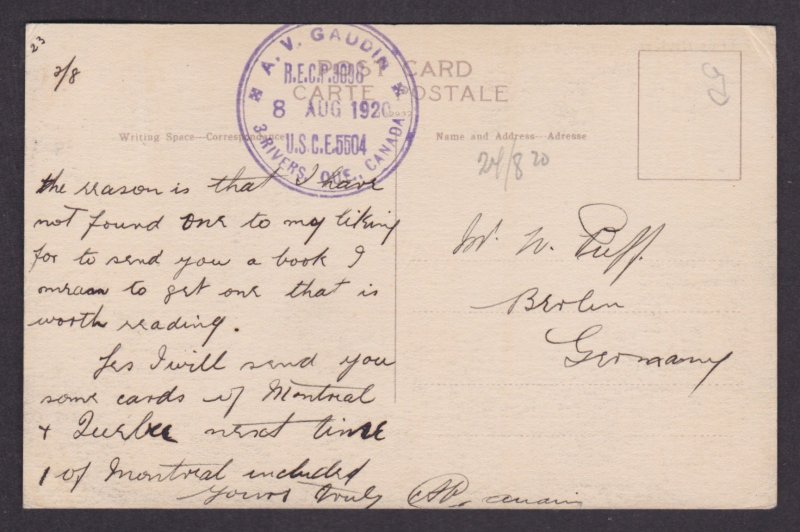 23
2/8
A. V. GAUDIN
R.E.C.P. 9098
8 AUG 1920
U.S.C.E. 5504
3 RIVERS, QUE., CANADA
POST CARD
CARTE POSTALE
Writing Space—Correspondance
Name and Address—Adresse
24/8 20
the reason is that I have
not found one to my liking
for to send you a book I
mean to get one that is
worth reading.
Yes I will send you
some cards of Montreal
+ Quebec next time
1 of Montreal included
Yours truly
Mr. W. Puff.
Berlin
Germany